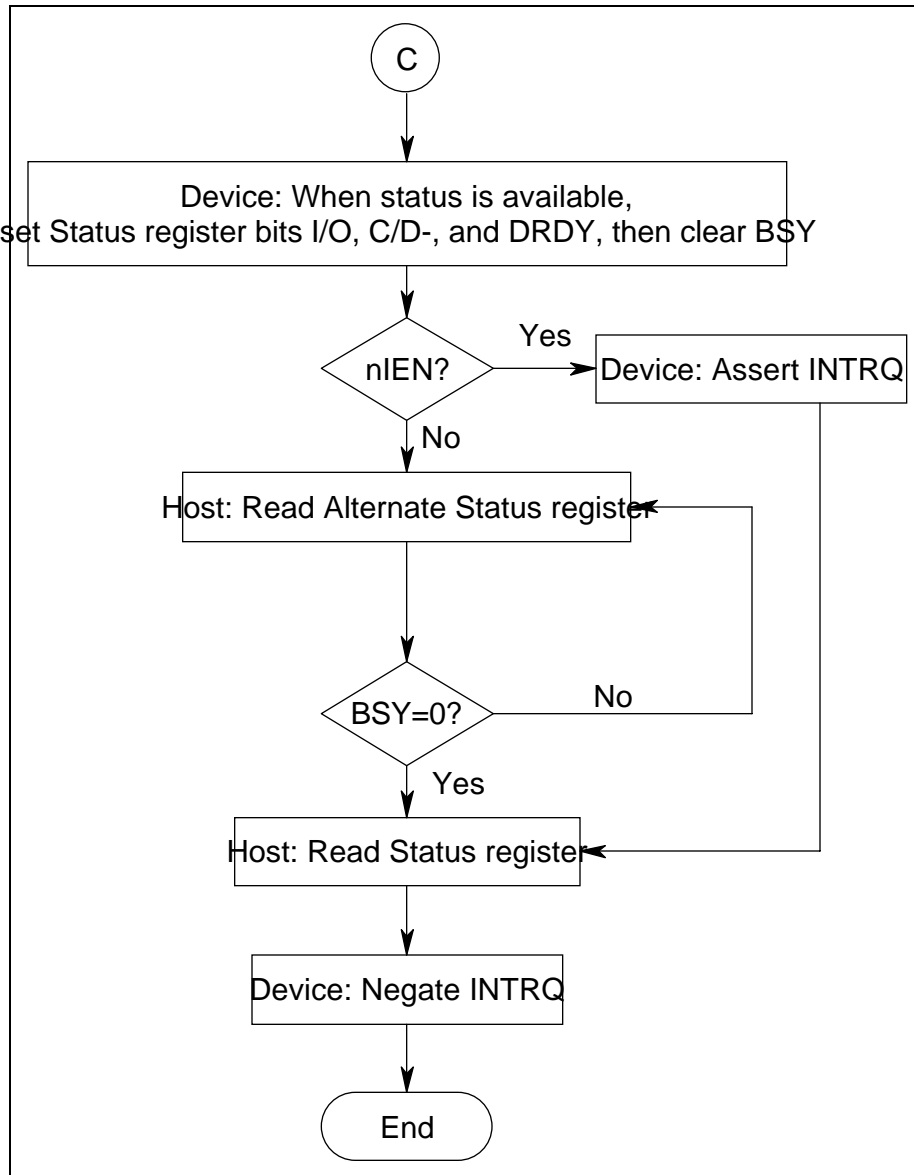 C
Device: When status is available,
set Status register bits I/O, C/D-, and DRDY, then clear BSY
nIEN?
Yes
Device: Assert INTRQ
No
Host: Read Alternate Status register
BSY=0?
No
Yes
Host: Read Status register
Device: Negate INTRQ
End